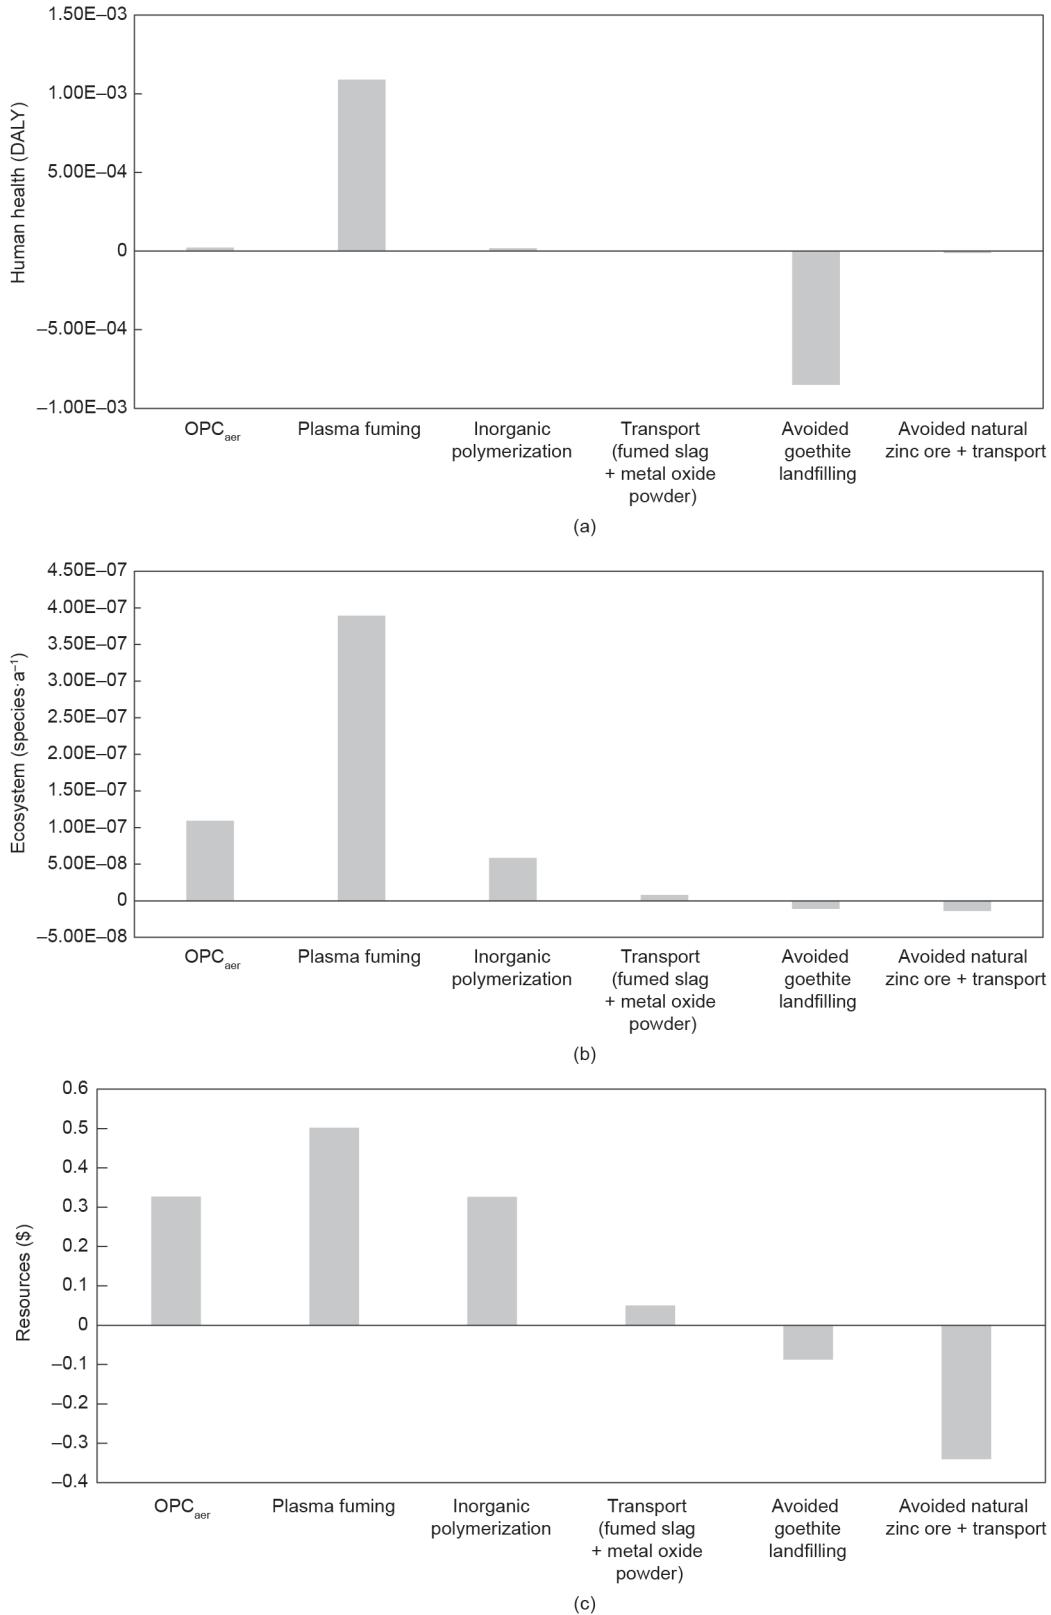 1.50E–03
1.00E–03
5.00E–04
0
–5.00E–04
–1.00E–03
Human health (DALY)
OPCaer
Plasma fuming
Inorganic
polymerization
Transport
(fumed slag
+ metal oxide
powder)
Avoided
goethite
landfilling
Avoided natural
zinc ore + transport
(a)
4.50E–07
4.00E–07
3.50E–07
3.00E–07
2.50E–07
2.00E–07
1.50E–07
1.00E–07
5.00E–08
0
–5.00E–08
Ecosystem (species·a⁻¹)
OPCaer
Plasma fuming
Inorganic
polymerization
Transport
(fumed slag
+ metal oxide
powder)
Avoided
goethite
landfilling
Avoided natural
zinc ore + transport
(b)
0.6
0.5
0.4
0.3
0.2
0.1
0
–0.1
–0.2
–0.3
–0.4
Resources ($)
OPCaer
Plasma fuming
Inorganic
polymerization
Transport
(fumed slag
+ metal oxide
powder)
Avoided
goethite
landfilling
Avoided natural
zinc ore + transport
(c)